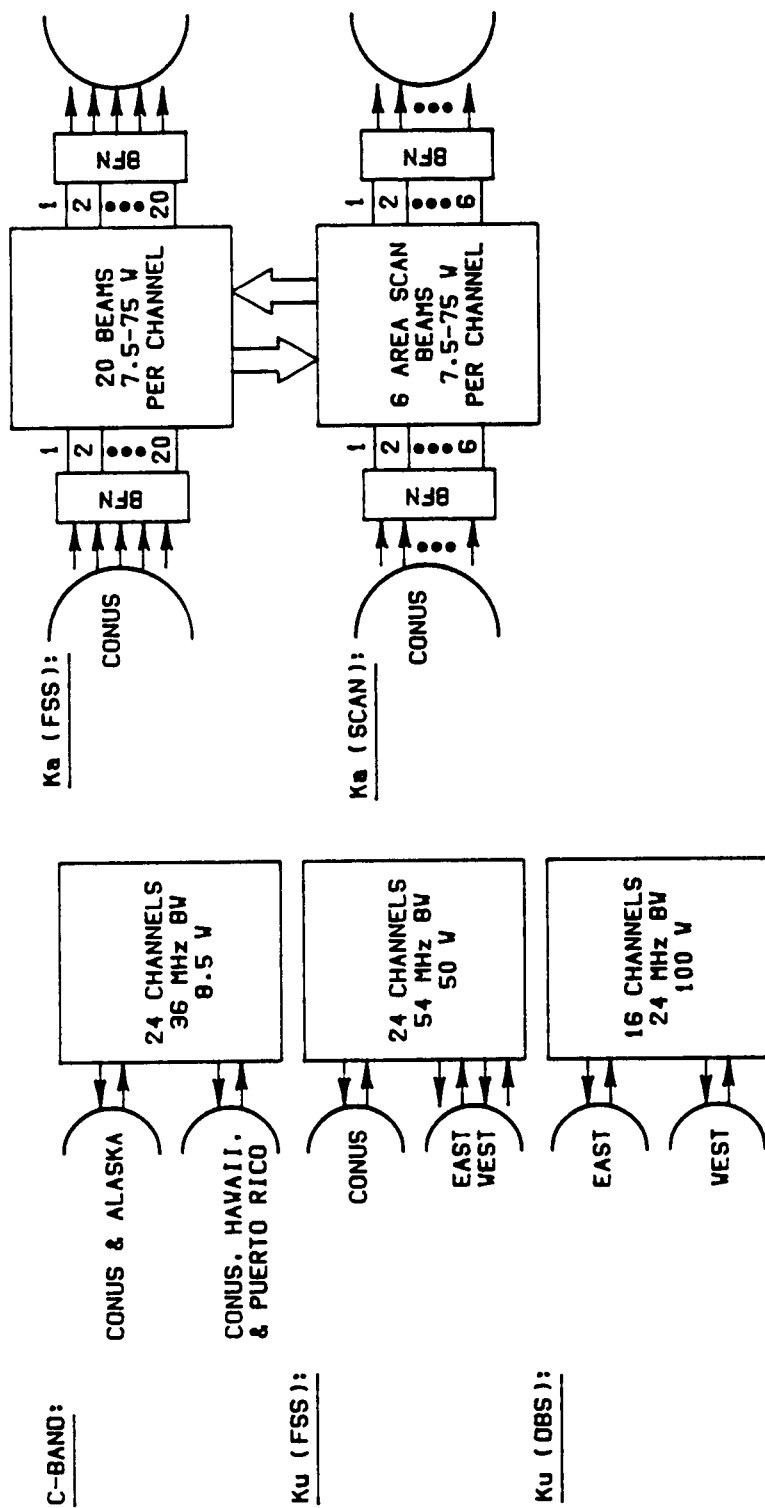 C-BAND:
CONUS & ALASKA
CONUS, HAWAII,
& PUERTO RICO
24 CHANNELS
36 MHz BW
8.5 W
Ku (FSS):
CONUS
EAST
WEST
24 CHANNELS
54 MHz BW
50 W
Ku (DBS):
EAST
WEST
16 CHANNELS
24 MHz BW
100 W
Ka (FSS):
CONUS
BFN
1
2
•••
20
20 BEAMS
7.5-75 W
PER CHANNEL
1
2
•••
20
BFN
Ka (SCAN):
CONUS
•••
BFN
1
2
•••
6
6 AREA SCAN
BEAMS
7.5-75 W
PER CHANNEL
1
2
•••
6
BFN
•••